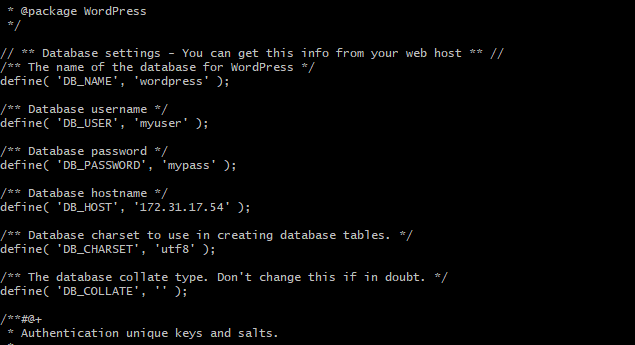 * @package WordPress
*/
// ** Database settings - You can get this info from your web host ** //
/** The name of the database for WordPress */
define( 'DB_NAME', 'wordpress' );
/** Database username */
define( 'DB_USER', 'myuser' );
/** Database password */
define( 'DB_PASSWORD', 'mypass' );
/** Database hostname */
define( 'DB_HOST', '172.31.17.54' );
/** Database charset to use in creating database tables. */
define( 'DB_CHARSET', 'utf8' );
/** The database collate type. Don't change this if in doubt. */
define( 'DB_COLLATE', '' );
/**#@+
* Authentication unique keys and salts.
*